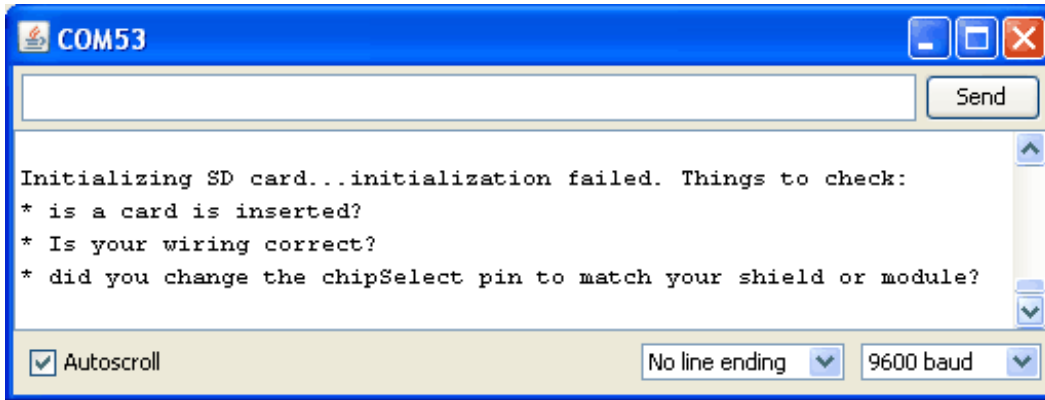 COM53
Send
Initializing SD card...initialization failed. Things to check:
* is a card is inserted?
* Is your wiring correct?
* did you change the chipSelect pin to match your shield or module?
Autoscroll
No line ending
9600 baud